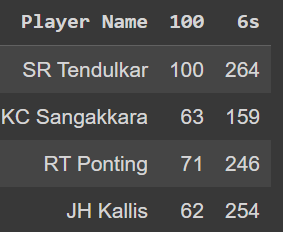 Player Name 100 6s
SR Tendulkar 100 264
KC Sangakkara 63 159
RT Ponting 71 246
JH Kallis 62 254